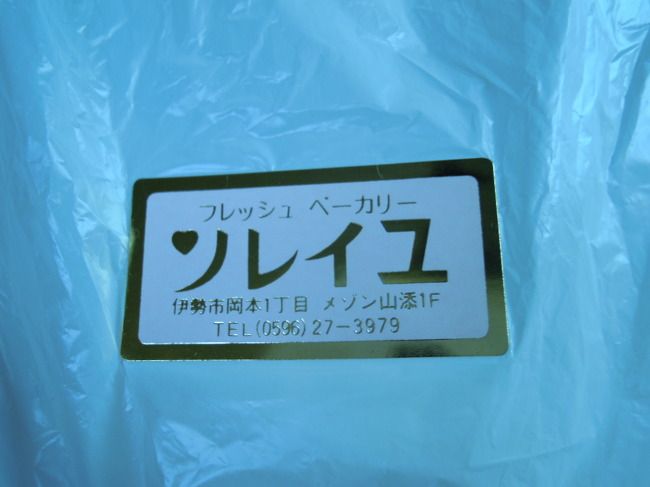 フレッシュ ベーカリー
ソレイユ
伊勢市岡本1丁目 メゾン山添1F
TEL(0596)27-3979